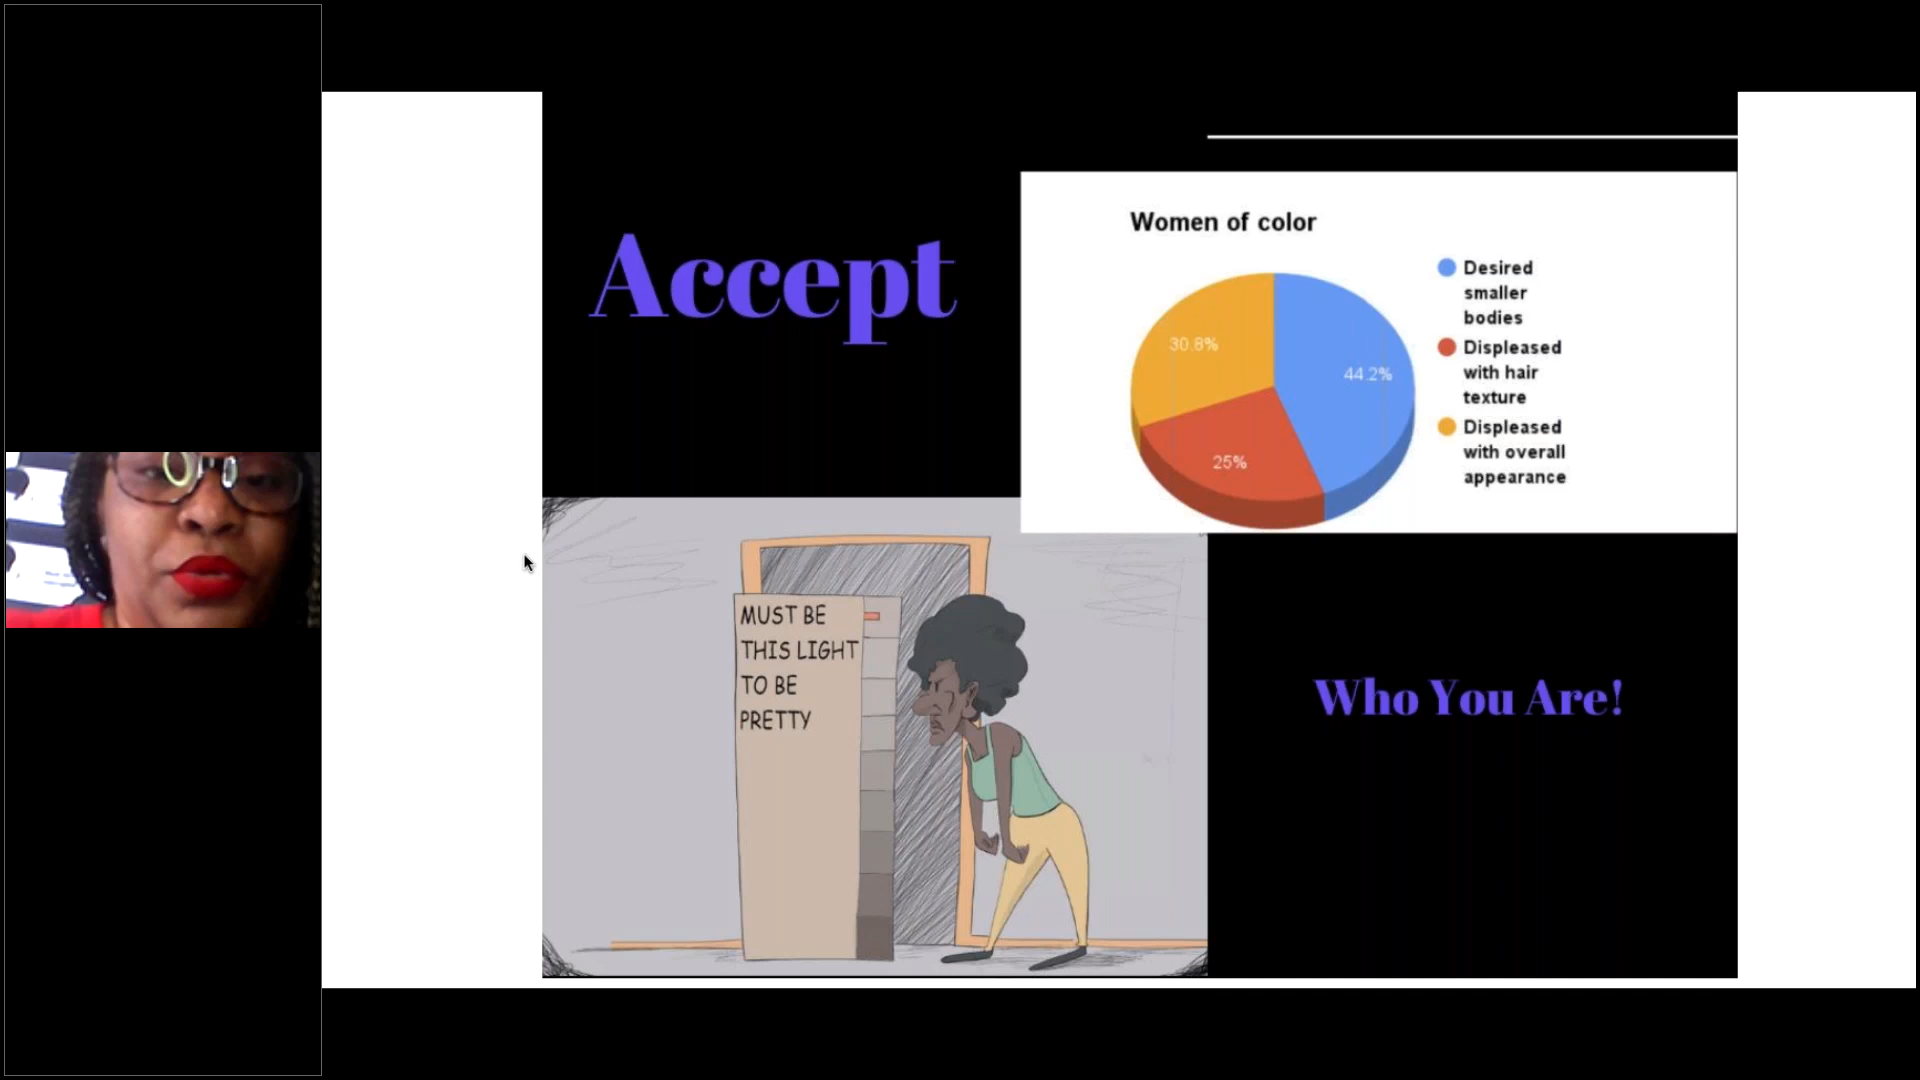 Accept
Women of color
Desired
smaller
bodies
Displeased
with hair
texture
Displeased
with overall
appearance
30.8%
44.2%
25%
MUST BE
THIS LIGHT
TO BE
PRETTY
Who You Are!